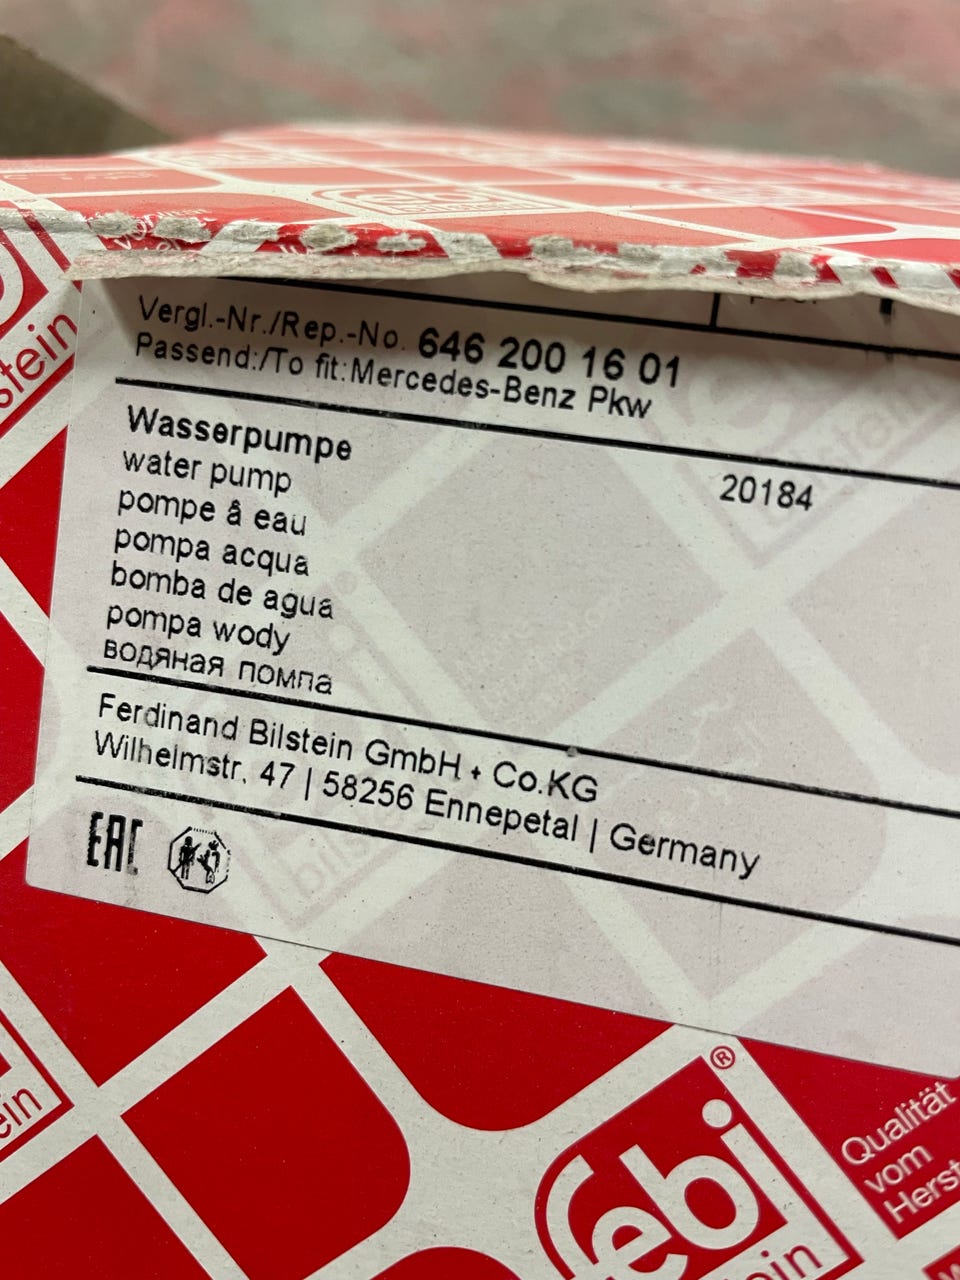 Vergl.-Nr./Rep.-No. 646 200 16 01
Passend:/To fit:Mercedes-Benz Pkw
Wasserpumpe
20184
water pump
pompe â eau
pompa acqua
bomba de agua
pompa wody
водяная помпа
Ferdinand Bilstein GmbH + Co.KG
Wilhelmstr. 47 | 58256 Ennepetal | Germany
EAC
febi®
Qualität
vom